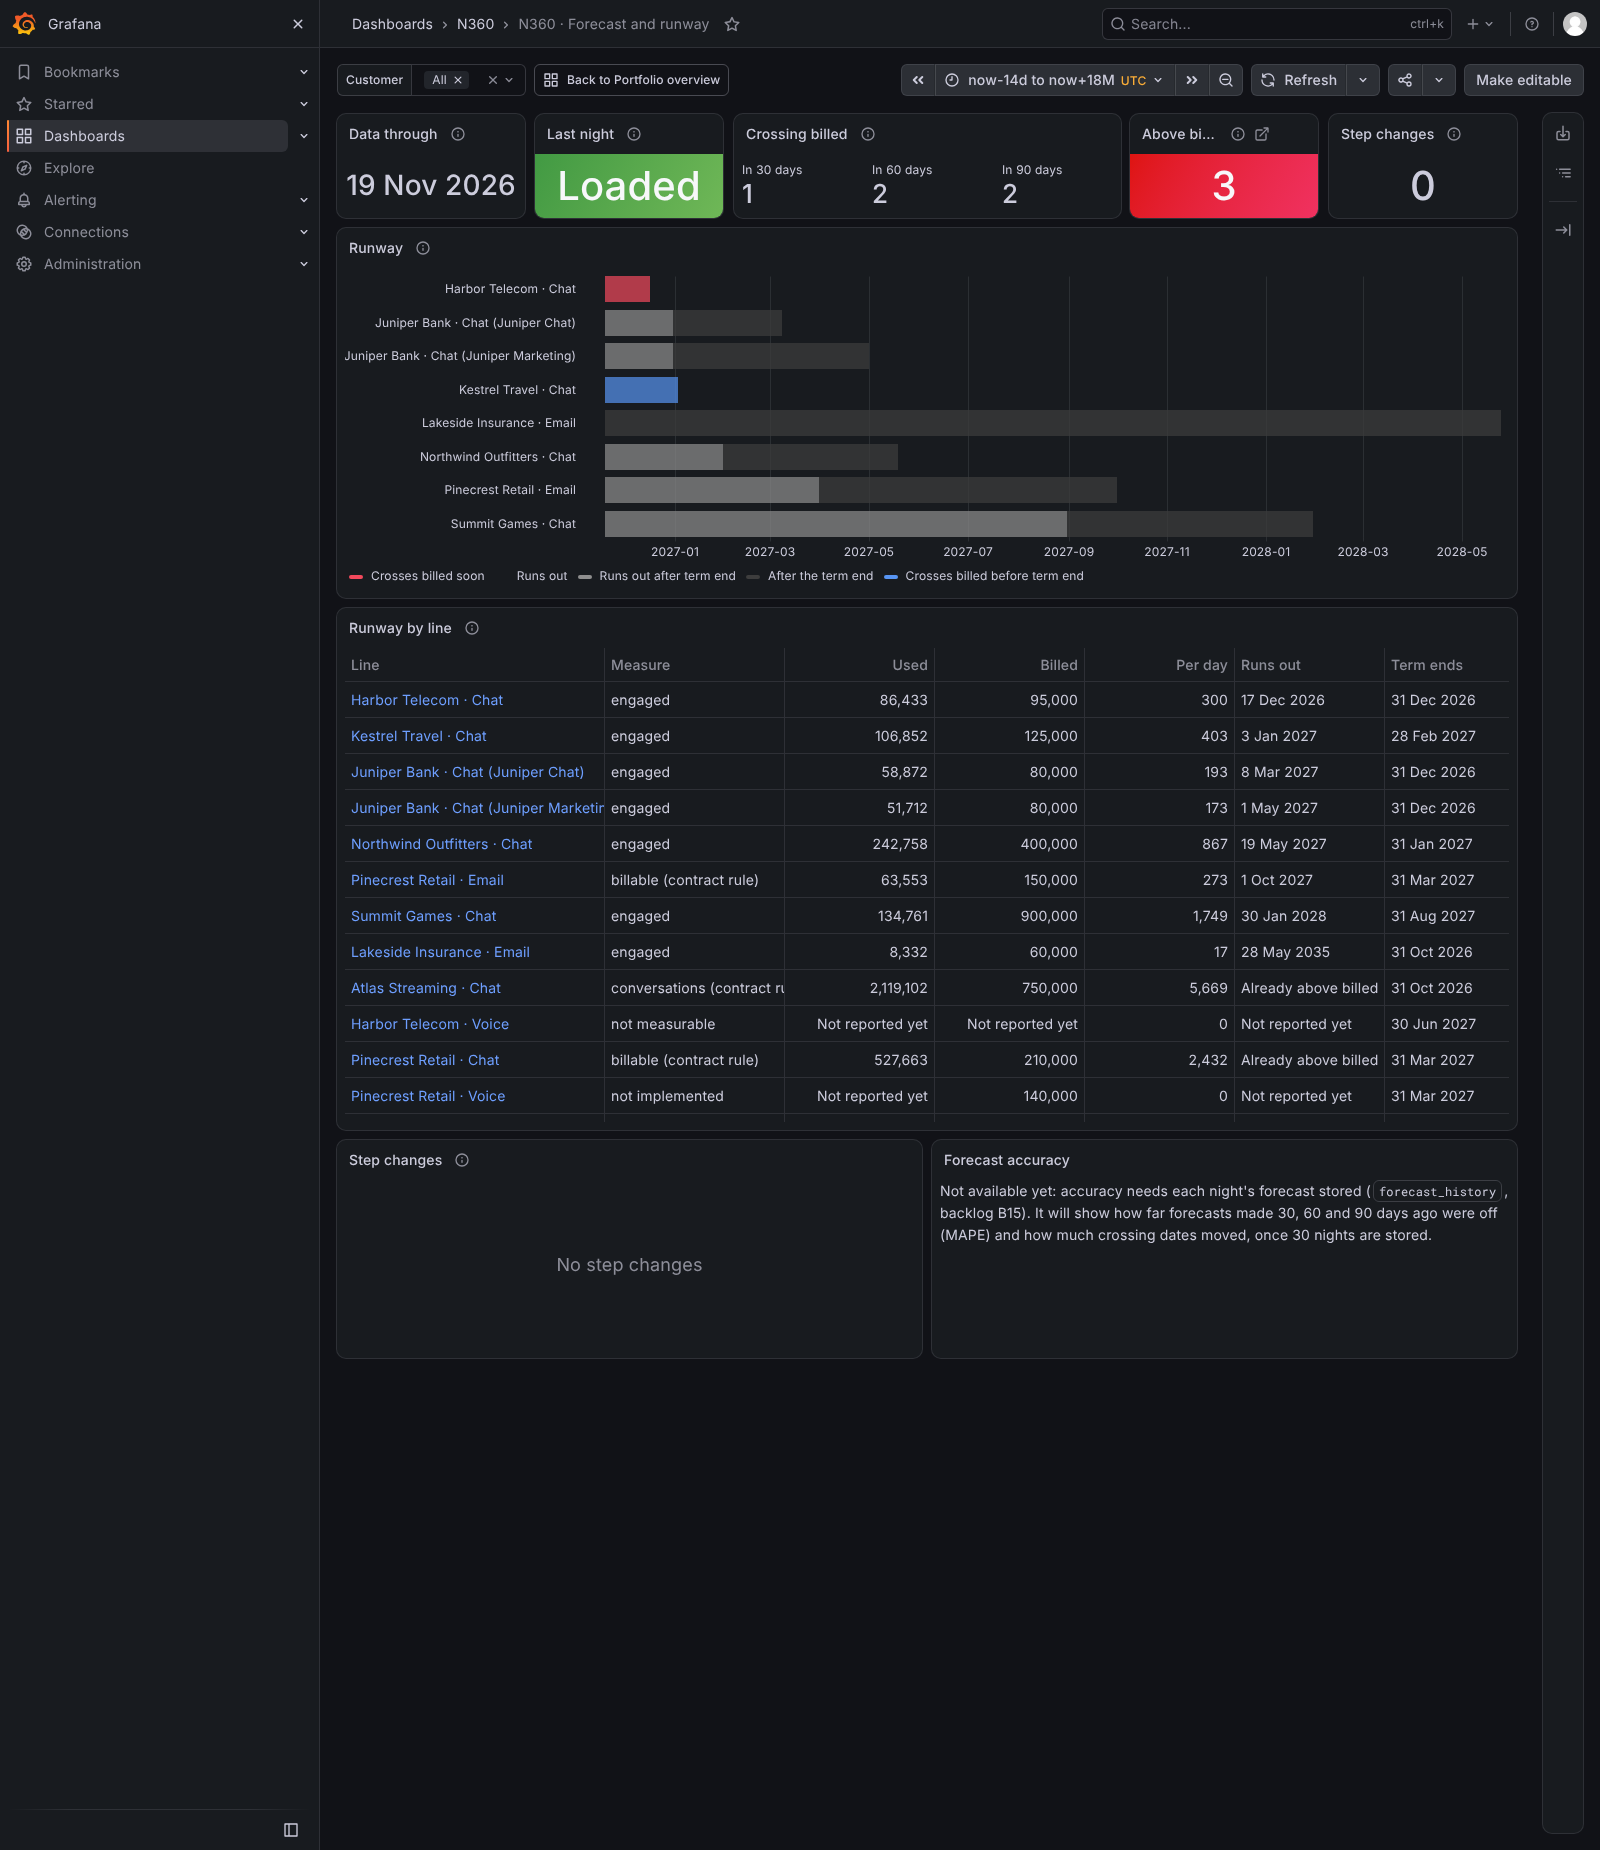 Grafana
Dashboards
N360
N360 · Forecast and runway
Search...
ctrl+k
Bookmarks
Starred
Dashboards
Explore
Alerting
Connections
Administration
Customer
All
Back to Portfolio overview
now-14d to now+18M UTC
Refresh
Make editable
Data through
19 Nov 2026
Last night
Loaded
Crossing billed
In 30 days
1
In 60 days
2
In 90 days
2
Above bi...
3
Step changes
0
Runway
Harbor Telecom · Chat
Juniper Bank · Chat (Juniper Chat)
Juniper Bank · Chat (Juniper Marketing)
Kestrel Travel · Chat
Lakeside Insurance · Email
Northwind Outfitters · Chat
Pinecrest Retail · Email
Summit Games · Chat
2027-01 2027-03 2027-05 2027-07 2027-09 2027-11 2028-01 2028-03 2028-05
Crosses billed soon Runs out Runs out after term end After the term end Crosses billed before term end
Runway by line
Line Measure Used Billed Per day Runs out Term ends
Harbor Telecom · Chat engaged 86,433 95,000 300 17 Dec 2026 31 Dec 2026
Kestrel Travel · Chat engaged 106,852 125,000 403 3 Jan 2027 28 Feb 2027
Juniper Bank · Chat (Juniper Chat) engaged 58,872 80,000 193 8 Mar 2027 31 Dec 2026
Juniper Bank · Chat (Juniper Marketin engaged 51,712 80,000 173 1 May 2027 31 Dec 2026
Northwind Outfitters · Chat engaged 242,758 400,000 867 19 May 2027 31 Jan 2027
Pinecrest Retail · Email billable (contract rule) 63,553 150,000 273 1 Oct 2027 31 Mar 2027
Summit Games · Chat engaged 134,761 900,000 1,749 30 Jan 2028 31 Aug 2027
Lakeside Insurance · Email engaged 8,332 60,000 17 28 May 2035 31 Oct 2026
Atlas Streaming · Chat conversations (contract ru 2,119,102 750,000 5,669 Already above billed 31 Oct 2026
Harbor Telecom · Voice not measurable Not reported yet Not reported yet 0 Not reported yet 30 Jun 2027
Pinecrest Retail · Chat billable (contract rule) 527,663 210,000 2,432 Already above billed 31 Mar 2027
Pinecrest Retail · Voice not implemented Not reported yet 140,000 0 Not reported yet 31 Mar 2027
Step changes
No step changes
Forecast accuracy
Not available yet: accuracy needs each night's forecast stored ( forecast_history ,
backlog B15). It will show how far forecasts made 30, 60 and 90 days ago were off
(MAPE) and how much crossing dates moved, once 30 nights are stored.